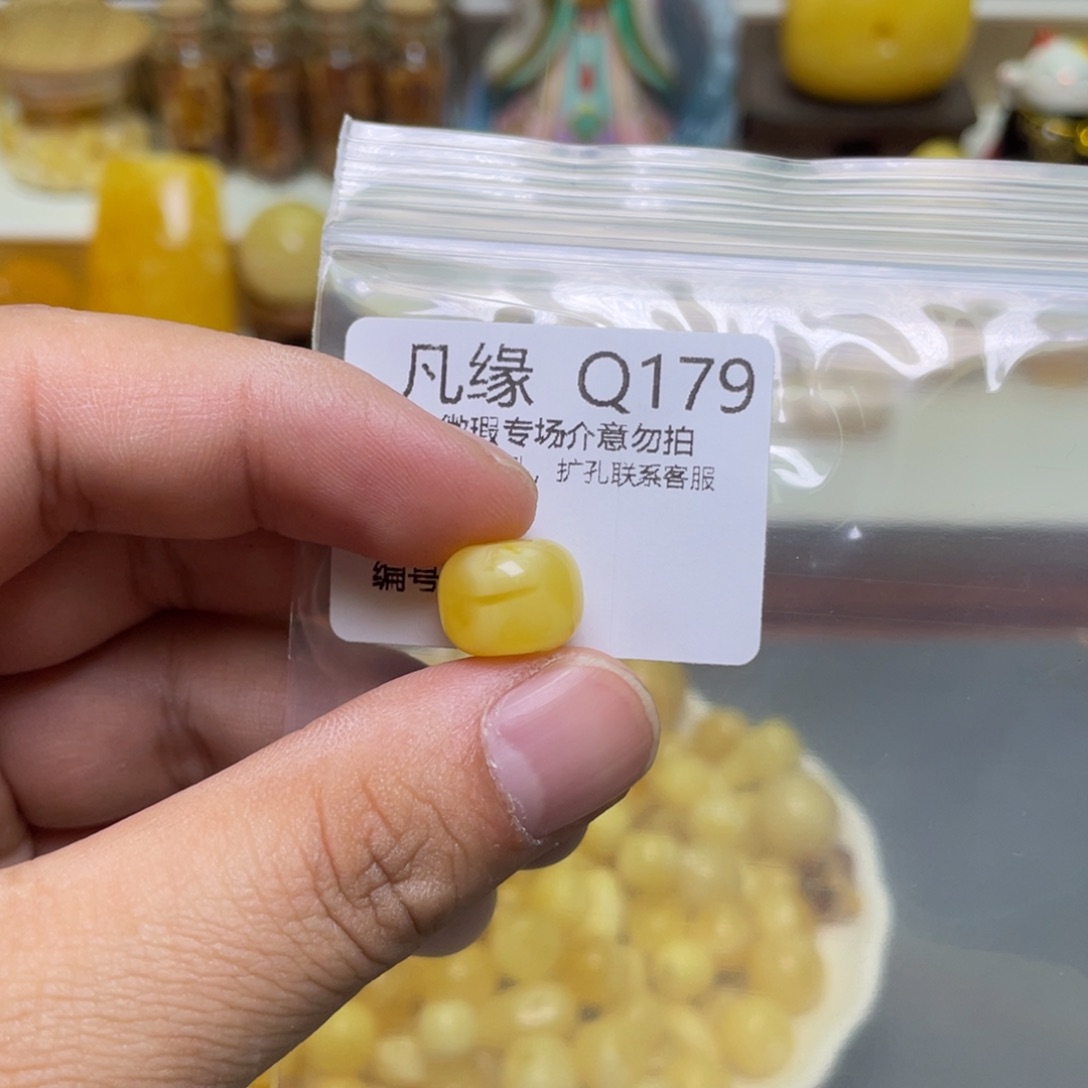 凡缘 Q179
微瑕专场介意勿拍
孔，扩孔联系客服
编号